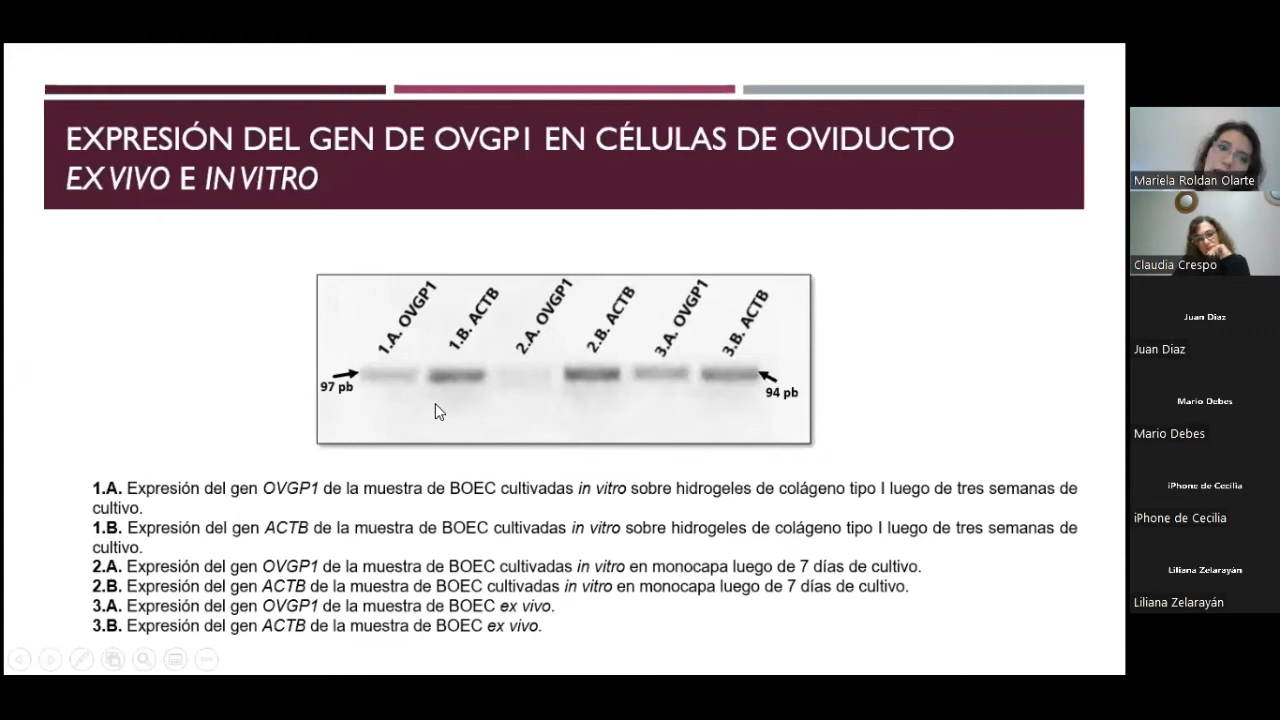 EXPRESIÓN DEL GEN DE OVGP1 EN CÉLULAS DE OVIDUCTO
EX VIVO E IN VITRO
1.A. OVGP1
1.B. ACTB
2.A. OVGP1
2.B. ACTB
3.A. OVGP1
3.B. ACTB
97 pb
94 pb
1.A. Expresión del gen OVGP1 de la muestra de BOEC cultivadas in vitro sobre hidrogeles de colágeno tipo I luego de tres semanas de
cultivo.
1.B. Expresión del gen ACTB de la muestra de BOEC cultivadas in vitro sobre hidrogeles de colágeno tipo I luego de tres semanas de
cultivo.
2.A. Expresión del gen OVGP1 de la muestra de BOEC cultivadas in vitro en monocapa luego de 7 días de cultivo.
2.B. Expresión del gen ACTB de la muestra de BOEC cultivadas in vitro en monocapa luego de 7 días de cultivo.
3.A. Expresión del gen OVGP1 de la muestra de BOEC ex vivo.
3.B. Expresión del gen ACTB de la muestra de BOEC ex vivo.
Mariela Roldan Olarte
Claudia Crespo
Juan Diaz
Juan Diaz
Mario Debes
Mario Debes
iPhone de Cecilia
iPhone de Cecilia
Liliana Zelarayán
Liliana Zelarayán